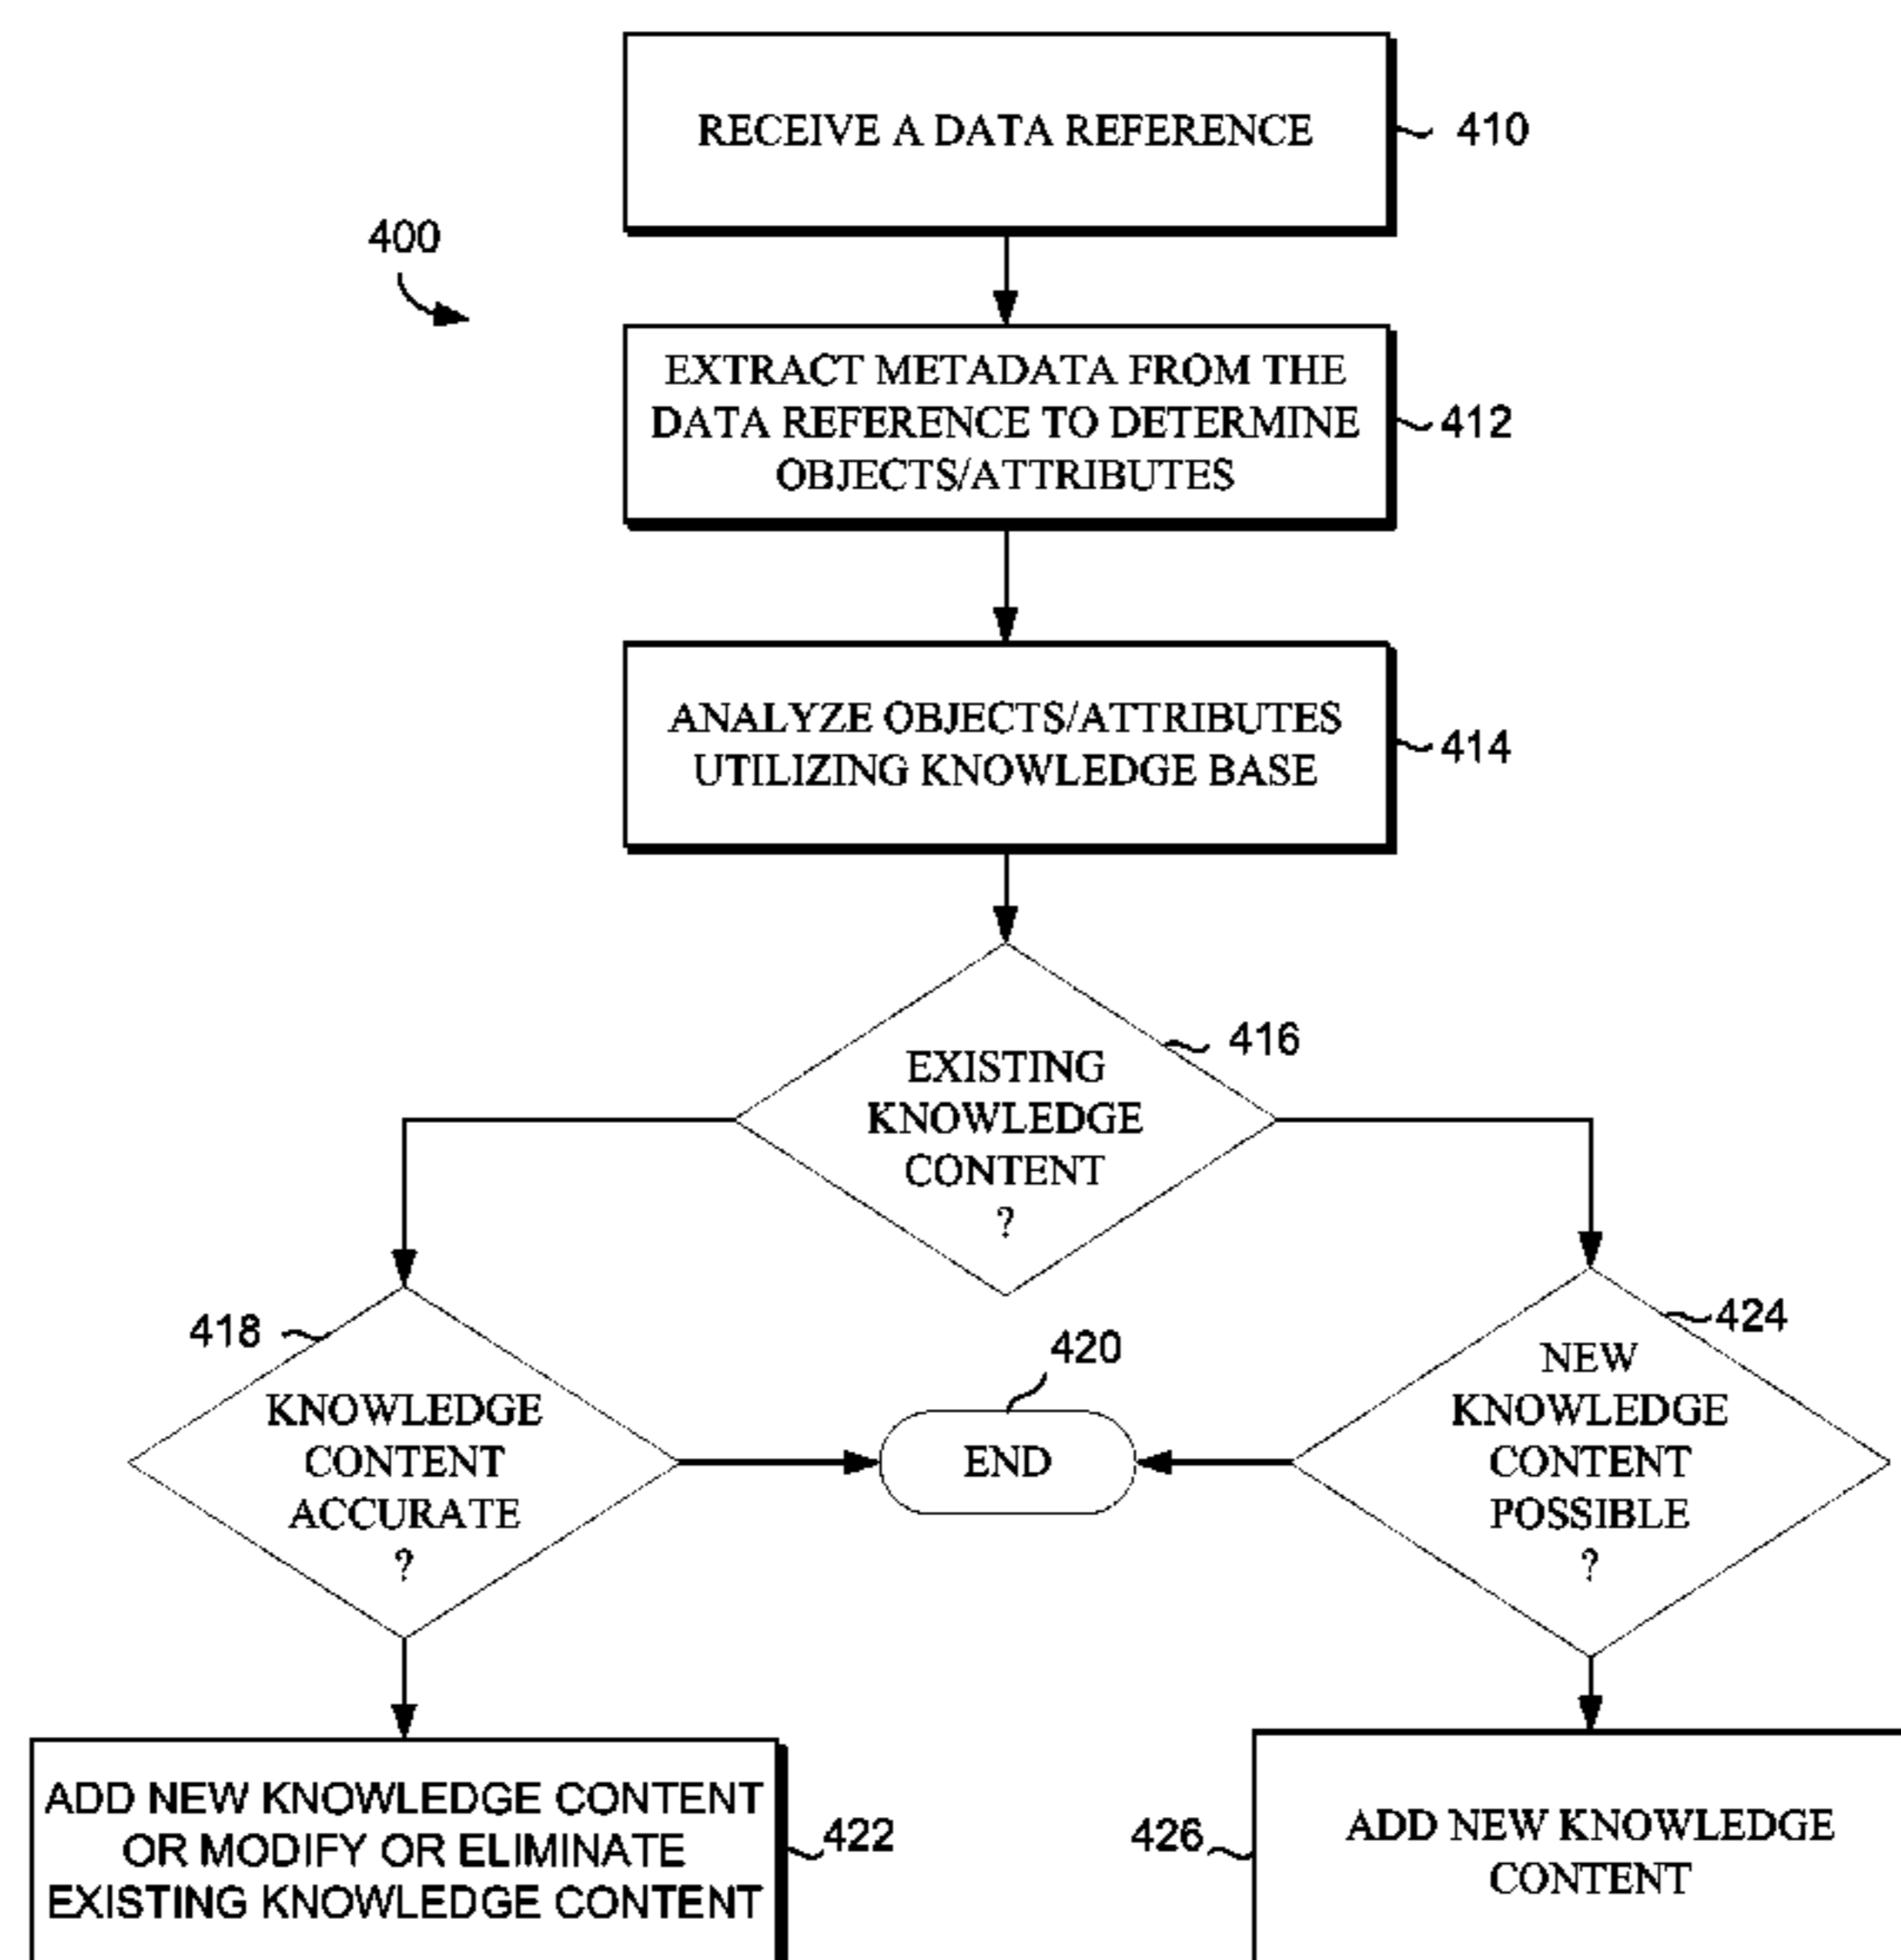 RECEIVE A DATA REFERENCE
410
400
EXTRACT METADATA FROM THE
DATA REFERENCE TO DETERMINE
OBJECTS/ATTRIBUTES
412
ANALYZE OBJECTS/ATTRIBUTES
UTILIZING KNOWLEDGE BASE
414
416
EXISTING
KNOWLEDGE
CONTENT
?
418
KNOWLEDGE
CONTENT
ACCURATE
?
420
END
424
NEW
KNOWLEDGE
CONTENT
POSSIBLE
?
ADD NEW KNOWLEDGE CONTENT
OR MODIFY OR ELIMINATE
EXISTING KNOWLEDGE CONTENT
422
426
ADD NEW KNOWLEDGE
CONTENT